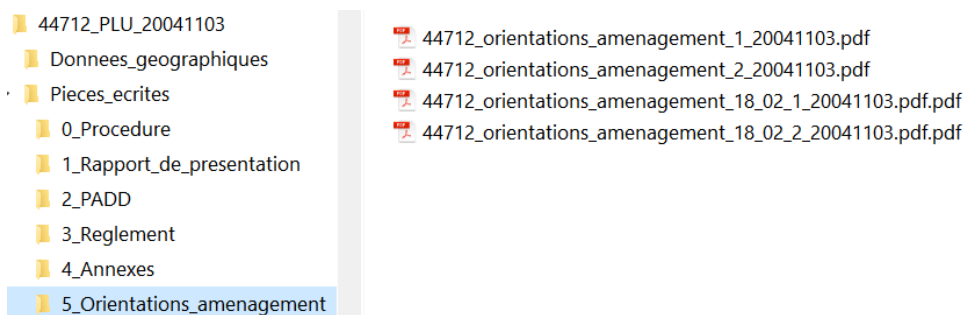 44712_PLU_20041103
Donnees_geographiques
Pieces_ecrites
0_Procedure
1_Rapport_de_presentation
2_PADD
3_Reglement
4_Annexes
5_Orientations_amenagement
44712_orientations_amenagement_1_20041103.pdf
44712_orientations_amenagement_2_20041103.pdf
44712_orientations_amenagement_18_02_1_20041103.pdf.pdf
44712_orientations_amenagement_18_02_2_20041103.pdf.pdf